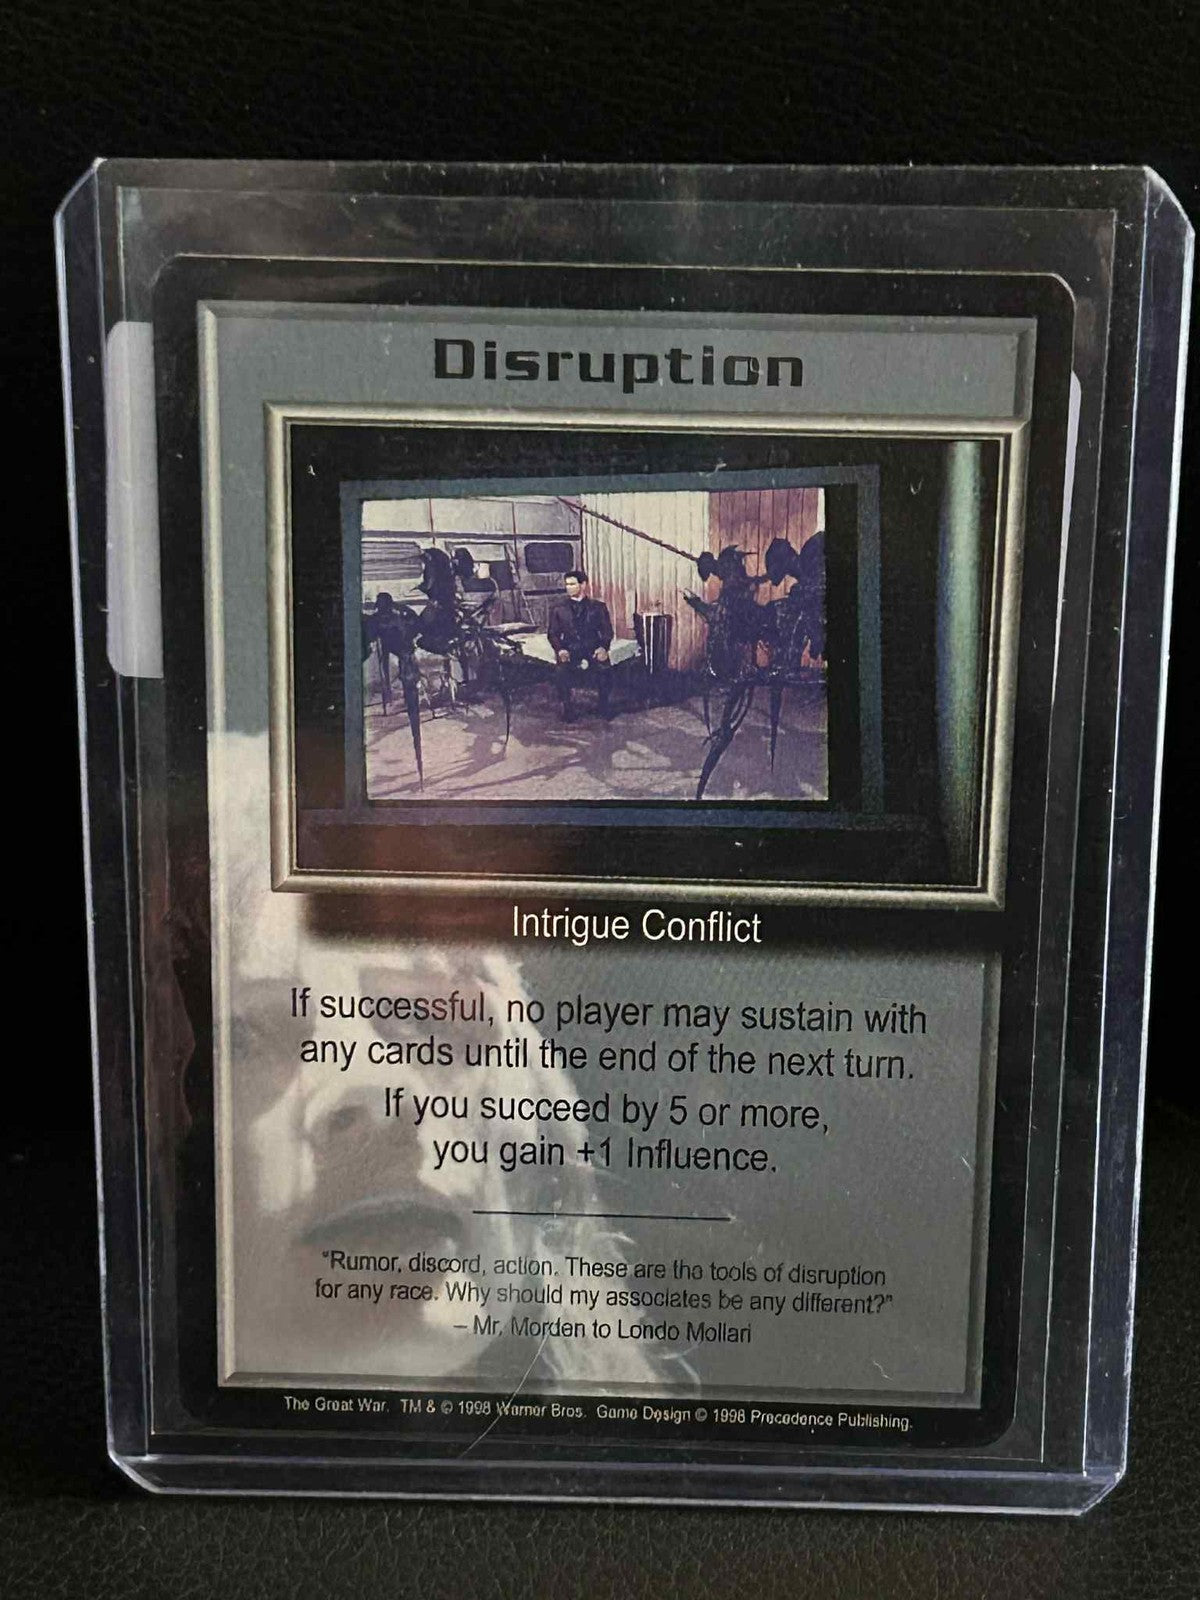 Disruption
Intrigue Conflict
If successful, no player may sustain with
any cards until the end of the next turn.
If you succeed by 5 or more,
you gain +1 Influence.
"Rumor, discord, action. These are the tools of disruption
for any race. Why should my associates be any different?"
– Mr. Morden to Londo Mollari
The Great War. TM & © 1998 Warner Bros. Game Design © 1998 Precedence Publishing.